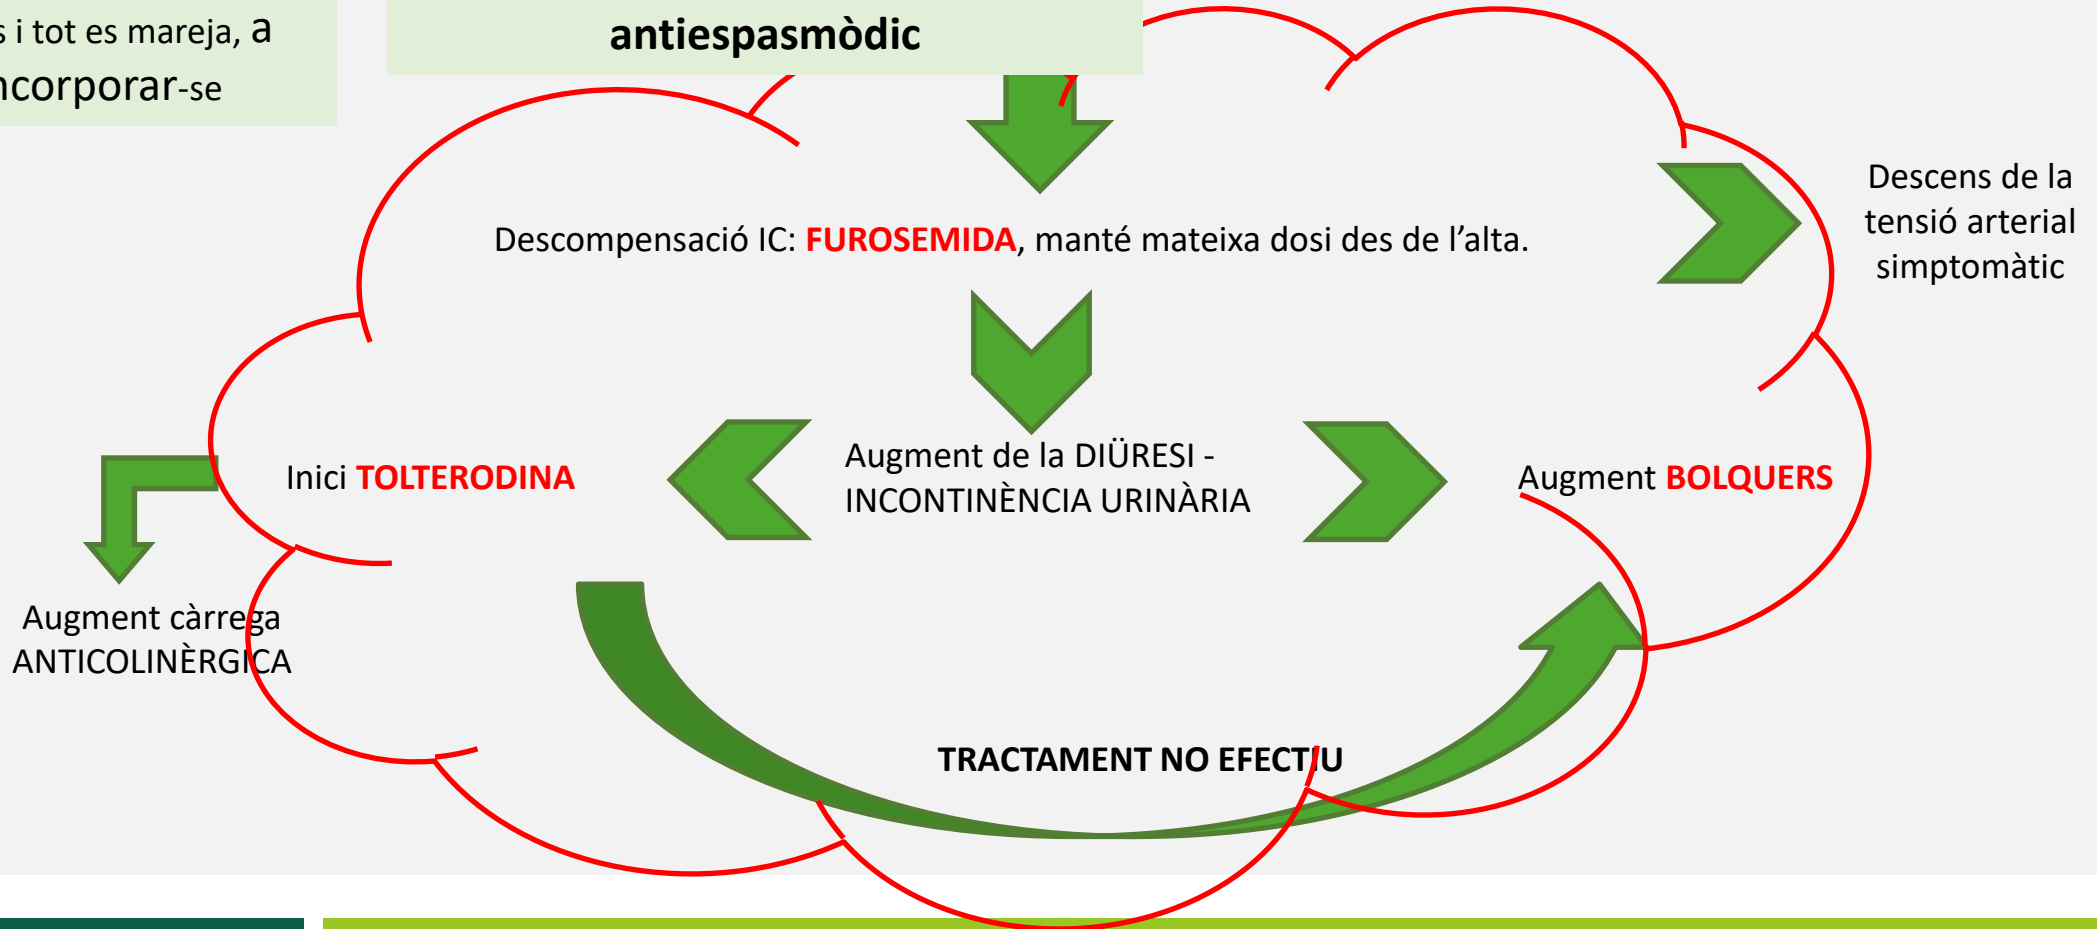 s i tot es mareja, a
ncorporar-se
antiespasmòdic
Descens de la
tensió arterial
simptomàtic
Descompensació IC: FUROSEMIDA, manté mateixa dosi des de l'alta.
Augment de la DIÜRESI -
INCONTINÈNCIA URINÀRIA
Inici TOLTERODINA
Augment BOLQUERS
Augment càrrega
ANTICOLINÈRGICA
TRACTAMENT NO EFECTIU